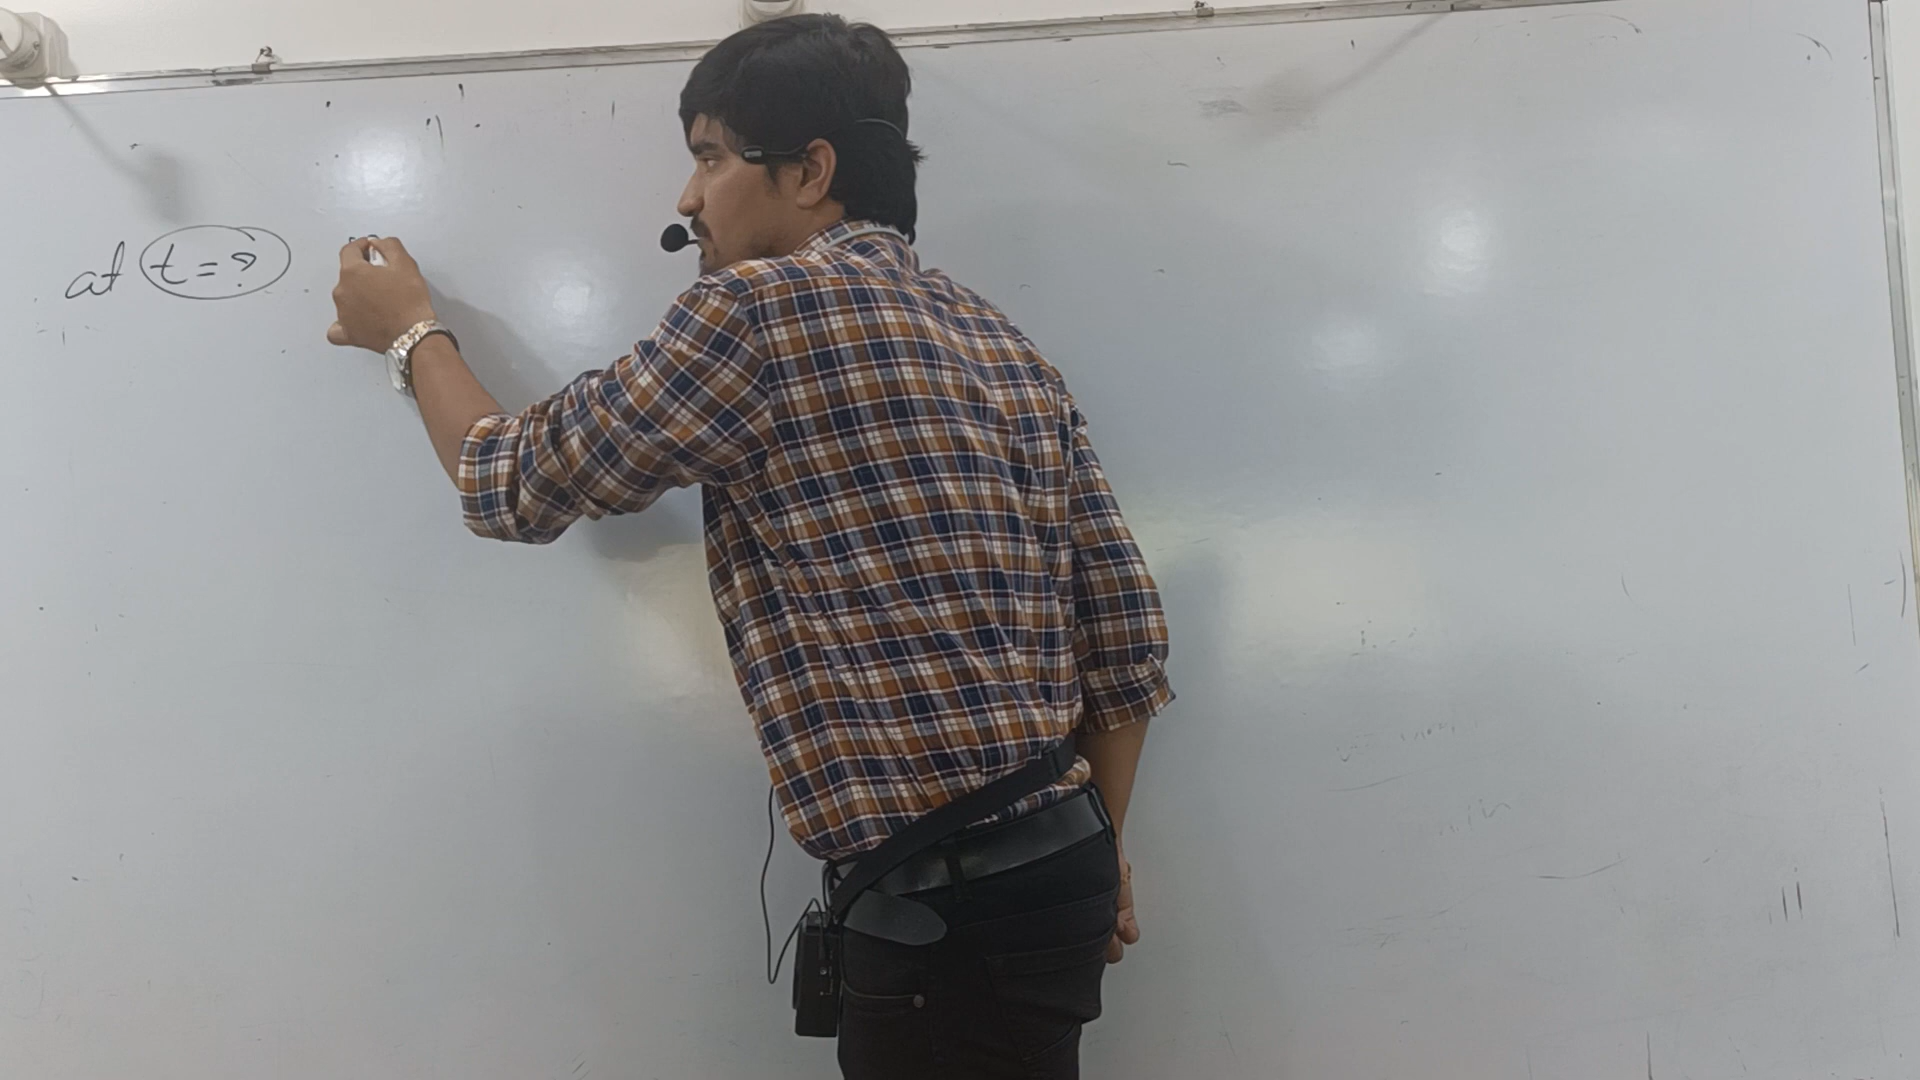 at t = ?